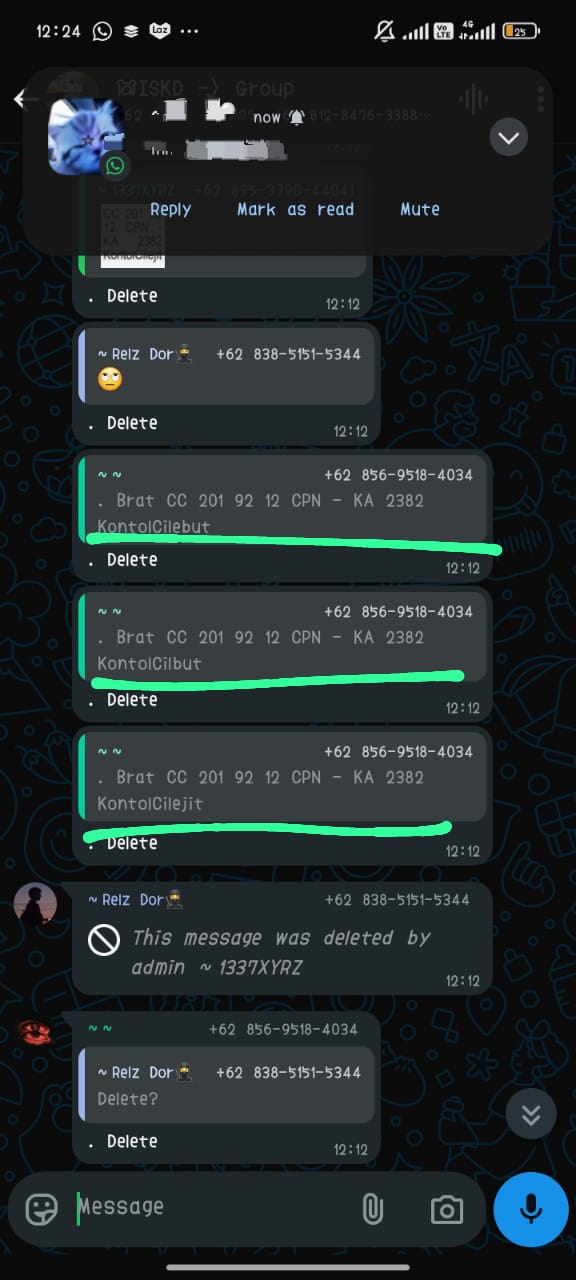 12:24
Loz
Vo LTE
4G
25
ISKD -> Group
812-8476-3388...
now
~ 1337XYRZ +62 895-3390-44041
CC 201
12 CPN -
KA 2382
KontolCilejit
Reply Mark as read Mute
. Delete
12:12
~ Relz Dor +62 838-5151-5344
. Delete
12:12
~ ~ +62 856-9518-4034
. Brat CC 201 92 12 CPN - KA 2382
KontolCilebut
. Delete
12:12
~ ~ +62 856-9518-4034
. Brat CC 201 92 12 CPN - KA 2382
KontolCilbut
. Delete
12:12
~ ~ +62 856-9518-4034
. Brat CC 201 92 12 CPN - KA 2382
KontolCilejit
. Delete
12:12
~ Relz Dor +62 838-5151-5344
This message was deleted by
admin ~ 1337XYRZ
12:12
~ ~ +62 856-9518-4034
~ Relz Dor +62 838-5151-5344
Delete?
. Delete
12:12
Message